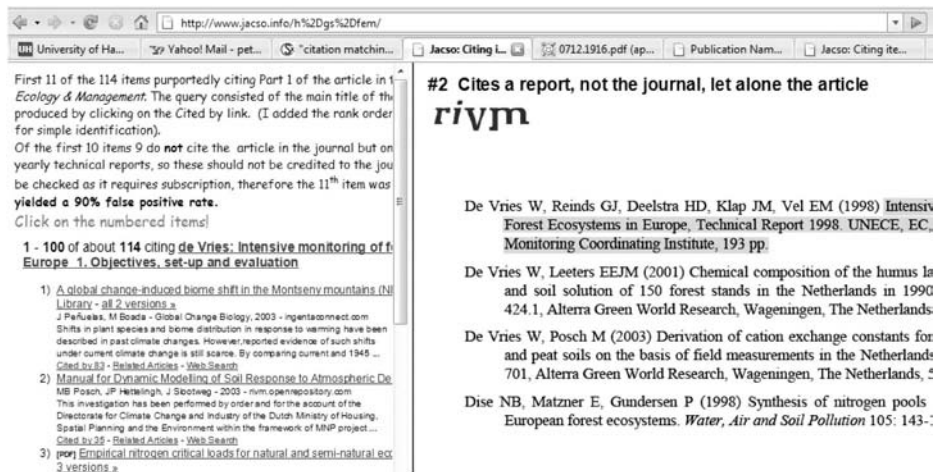 http://www.jacso.info/h%2Dgs%2Dfem/
UH University of Ha...
Yahoo! Mail - pet...
"citation matchin...
Jacso: Citing i...
0712.1916.pdf (ap...
Publication Nam...
Jacso: Citing ite...
First 11 of the 114 items purportedly citing Part 1 of the article in
Ecology & Management. The query consisted of the main title of the
produced by clicking on the Cited by link. (I added the rank order
for simple identification).
Of the first 10 items 9 do not cite the article in the journal but on
yearly technical reports, so these should not be credited to the jou
be checked as it requires subscription, therefore the 11th item was
yielded a 90% false positive rate.
Click on the numbered items!
1 - 100 of about 114 citing de Vries: Intensive monitoring of f
Europe 1. Objectives, set-up and evaluation
1) A global change-induced biome shift in the Montseny mountains (NE
Library - all 2 versions »
J Peñuelas, M Boada - Global Change Biology, 2003 - ingentaconnect.com
Shifts in plant species and biome distribution in response to warming have been
described in past climate changes. However,reported evidence of such shifts
under current climate change is still scarce. By comparing current and 1945 ...
Cited by 83 - Related Articles - Web Search
2) Manual for Dynamic Modelling of Soil Response to Atmospheric De
MB Posch, JP Hettelingh, J Slootweg - 2003 - rivm.openrepository.com
This investigation has been performed by order and for the account of the
Directorate for Climate Change and Industry of the Dutch Ministry of Housing,
Spatial Planning and the Environment within the framework of MNP project ...
Cited by 35 - Related Articles - Web Search
3) [PDF] Empirical nitrogen critical loads for natural and semi-natural eco
3 versions »
#2 Cites a report, not the journal, let alone the article
rivm
De Vries W, Reinds GJ, Deelstra HD, Klap JM, Vel EM (1998) Intensiv
Forest Ecosystems in Europe, Technical Report 1998. UNECE, EC,
Monitoring Coordinating Institute, 193 pp.
De Vries W, Leeters EEJM (2001) Chemical composition of the humus la
and soil solution of 150 forest stands in the Netherlands in 1990
424.1, Alterra Green World Research, Wageningen, The Netherlands
De Vries W, Posch M (2003) Derivation of cation exchange constants for
and peat soils on the basis of field measurements in the Netherlands
701, Alterra Green World Research, Wageningen, The Netherlands, 5
Dise NB, Matzner E, Gundersen P (1998) Synthesis of nitrogen pools
European forest ecosystems. Water, Air and Soil Pollution 105: 143-